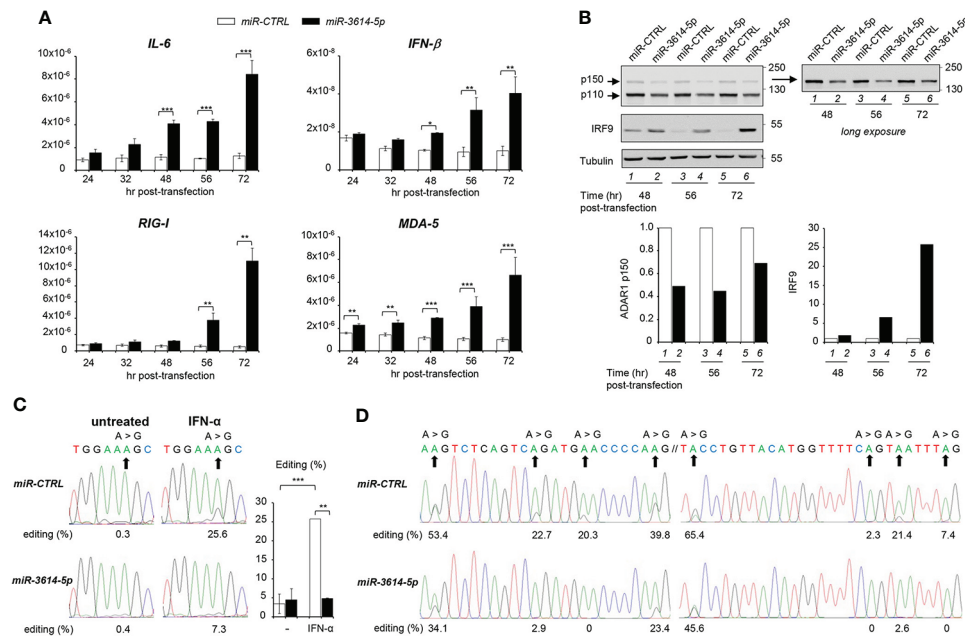 A
miR-CTRL miR-3614-5p
IL-6
10x10-6
8x10-6
6x10-6
4x10-6
2x10-6
0
*** *** ***
24 32 48 56 72
hr post-transfection
IFN-β
6x10-8
4x10-8
2x10-8
0
* ** **
24 32 48 56 72
hr post-transfection
RIG-I
14x10-6
12x10-6
10x10-6
8x10-6
6x10-6
4x10-6
2x10-6
0
** **
24 32 48 56 72
hr post-transfection
MDA-5
10x10-6
8x10-6
6x10-6
4x10-6
2x10-6
0
** ** *** *** ***
24 32 48 56 72
hr post-transfection
B
miR-CTRL miR-3614-5p miR-CTRL miR-3614-5p miR-CTRL miR-3614-5p
p150
p110
250
130
IRF9
55
Tubulin
55
1 2 3 4 5 6
Time (hr) 48 56 72
post-transfection
miR-CTRL miR-3614-5p miR-CTRL miR-3614-5p miR-CTRL miR-3614-5p
250
130
1 2 3 4 5 6
48 56 72
long exposure
ADAR1 p150
1.0
0.8
0.6
0.4
0.2
0
1 2 3 4 5 6
Time (hr) 48 56 72
post-transfection
IRF9
30
25
20
15
10
5
0
1 2 3 4 5 6
48 56 72
C
untreated IFN-α
A > G A > G
TGGAAAGC TGGAAAGC
miR-CTRL
editing (%) 0.3 25.6
miR-3614-5p
editing (%) 0.4 7.3
Editing (%)
***
**
30
25
20
15
10
5
0
- IFN-α
D
A > G A > G A > G A > G A > G A > G A > G A > G
AAGTCTCAGTCAGATGAACCCCAAG//TACCTGTTACATGGTTTTCAGTAATTTAG
miR-CTRL
editing (%) 53.4 22.7 20.3 39.8 65.4 2.3 21.4 7.4
miR-3614-5p
editing (%) 34.1 2.9 0 23.4 45.6 0 2.6 0